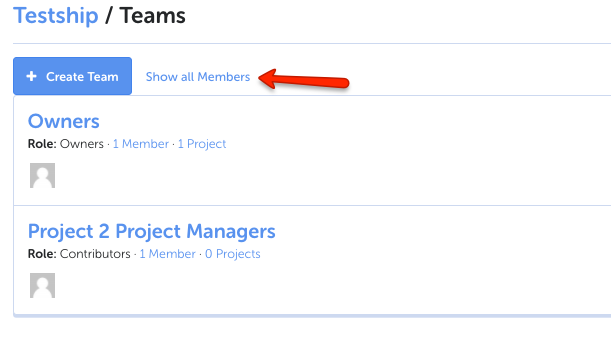 Testship / Teams
+ Create Team Show all Members
Owners
Role: Owners · 1 Member · 1 Project
Project 2 Project Managers
Role: Contributors · 1 Member · 0 Projects